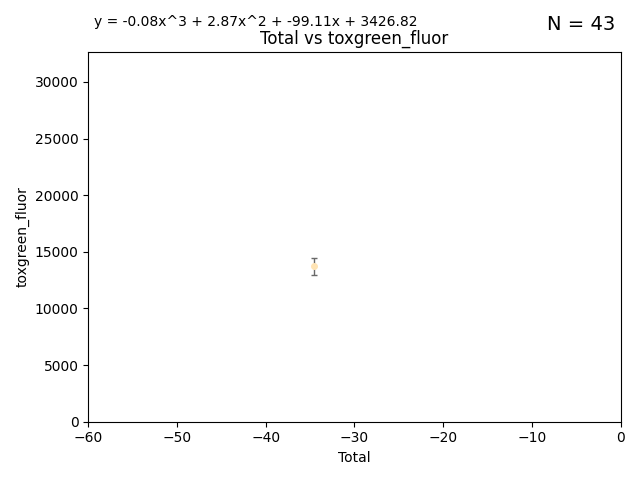 y = -0.08x^3 + 2.87x^2 + -99.11x + 3426.82
N = 43
Total vs toxgreen_fluor
30000
25000
20000
15000
10000
5000
0
toxgreen_fluor
−60 −50 −40 −30 −20 −10 0
Total